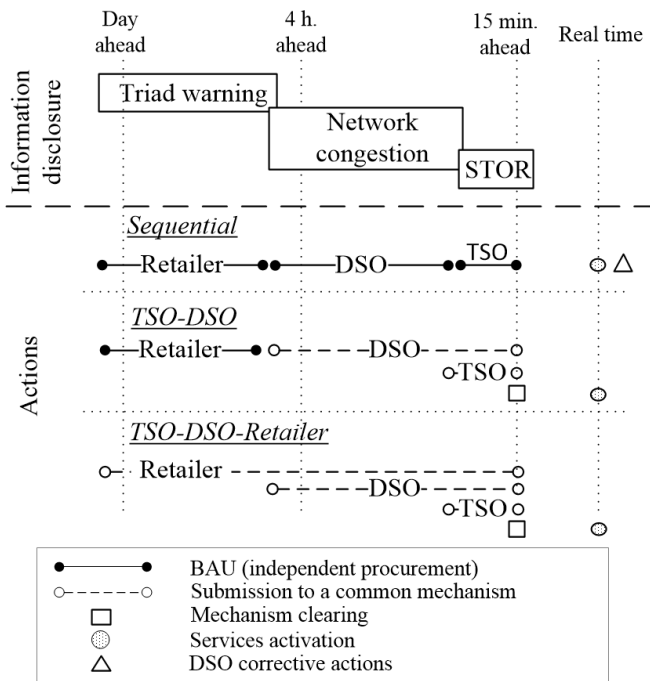 Day ahead
4 h. ahead
15 min. ahead
Real time
Information disclosure
Triad warning
Network congestion
STOR
Actions
Sequential
Retailer
DSO
TSO
TSO-DSO
Retailer
DSO
TSO
TSO-DSO-Retailer
Retailer
DSO
TSO
BAU (independent procurement)
Submission to a common mechanism
Mechanism clearing
Services activation
DSO corrective actions